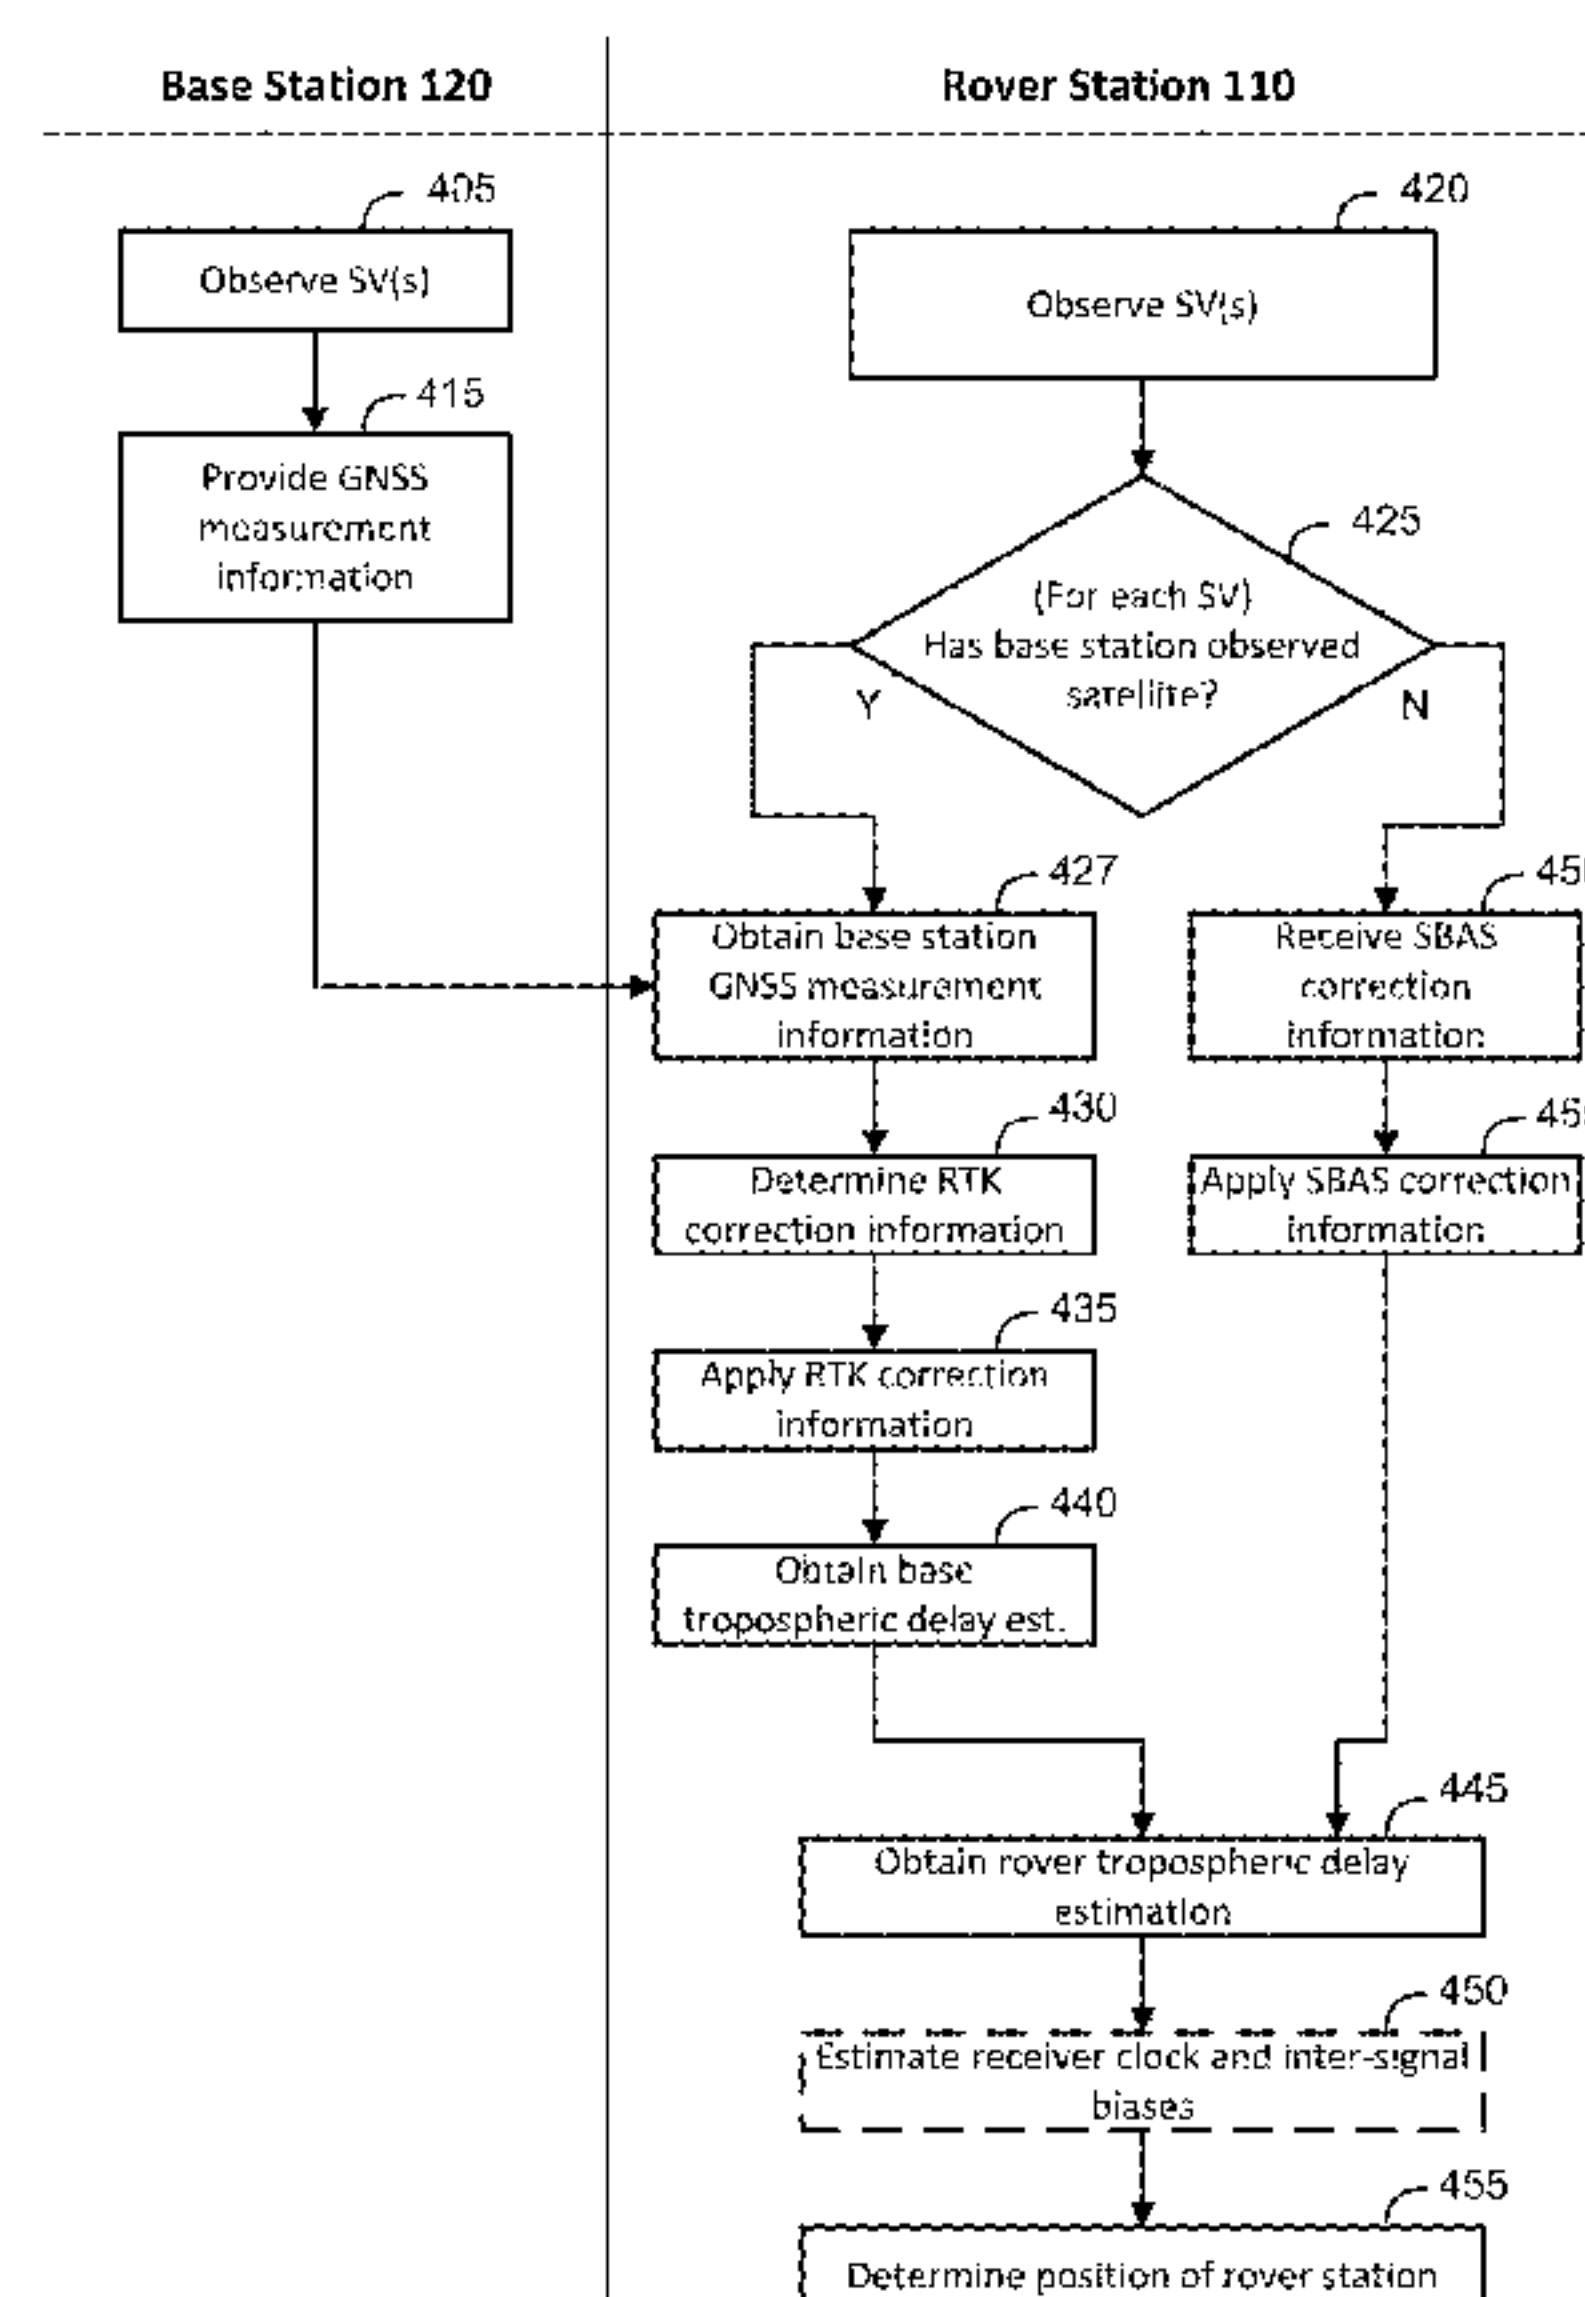 Base Station 120
Rover Station 110
405
Observe SV(s)
415
Provide GNSS
measurement
information
420
Observe SV(s)
425
(For each SV)
Has base station observed
satellite?
Y
N
427
Obtain base station
GNSS measurement
information
Receive SBAS
correction
information
430
Determine RTK
correction information
Apply SBAS correction
information
435
Apply RTK correction
information
440
Obtain base
tropospheric delay est.
445
Obtain rover tropospheric delay
estimation
450
Estimate receiver clock and inter-signal
biases
455
Determine position of rover station